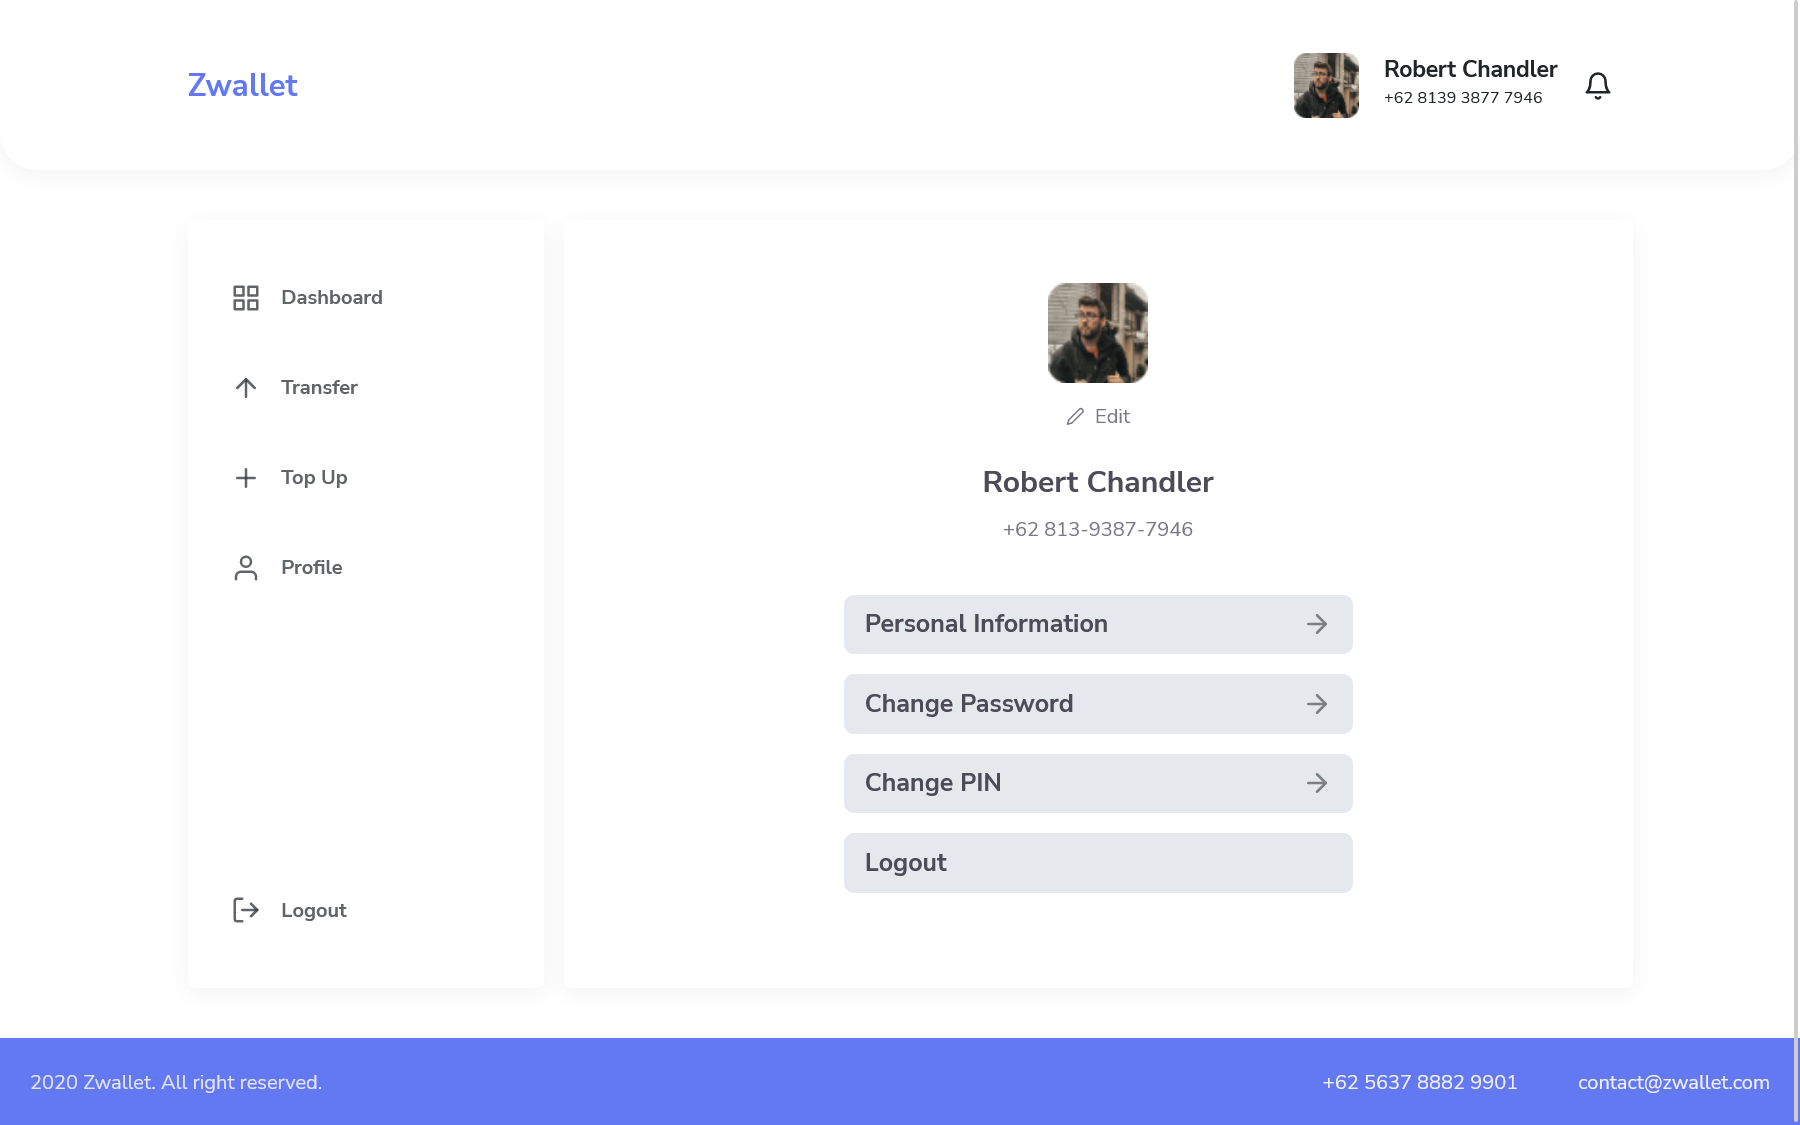 Zwallet
Robert Chandler
+62 8139 3877 7946
Dashboard
Transfer
Top Up
Profile
Logout
Edit
Robert Chandler
+62 813-9387-7946
Personal Information
Change Password
Change PIN
Logout
2020 Zwallet. All right reserved.
+62 5637 8882 9901
contact@zwallet.com